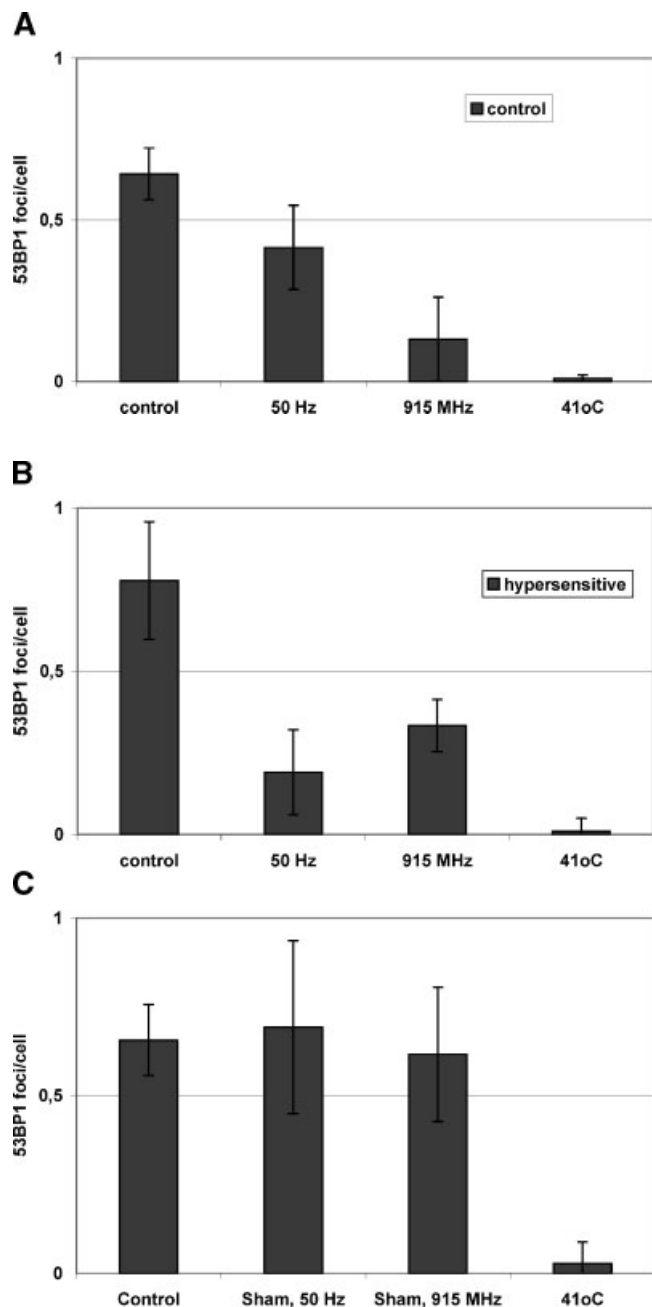 A
1
control
53BP1 foci/cell
0,5
0
control 50 Hz 915 MHz 41oC
B
1
hypersensitive
53BP1 foci/cell
0,5
0
control 50 Hz 915 MHz 41oC
C
1
53BP1 foci/cell
0,5
0
Control Sham, 50 Hz Sham, 915 MHz 41oC